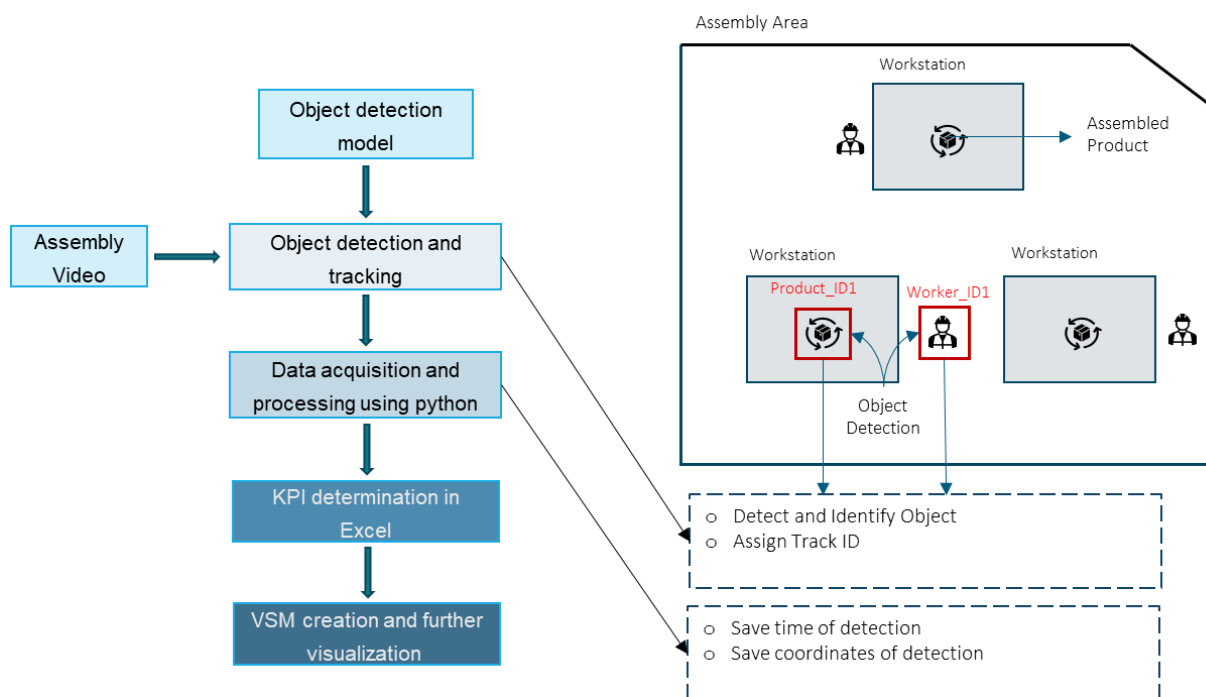 Object detection
model
Assembly
Video
Object detection and
tracking
Data acquisition and
processing using python
KPI determination in
Excel
VSM creation and further
visualization
Assembly Area
Workstation
Assembled
Product
Workstation
Workstation
Product_ID1
Worker_ID1
Object
Detection
o Detect and Identify Object
o Assign Track ID
o Save time of detection
o Save coordinates of detection